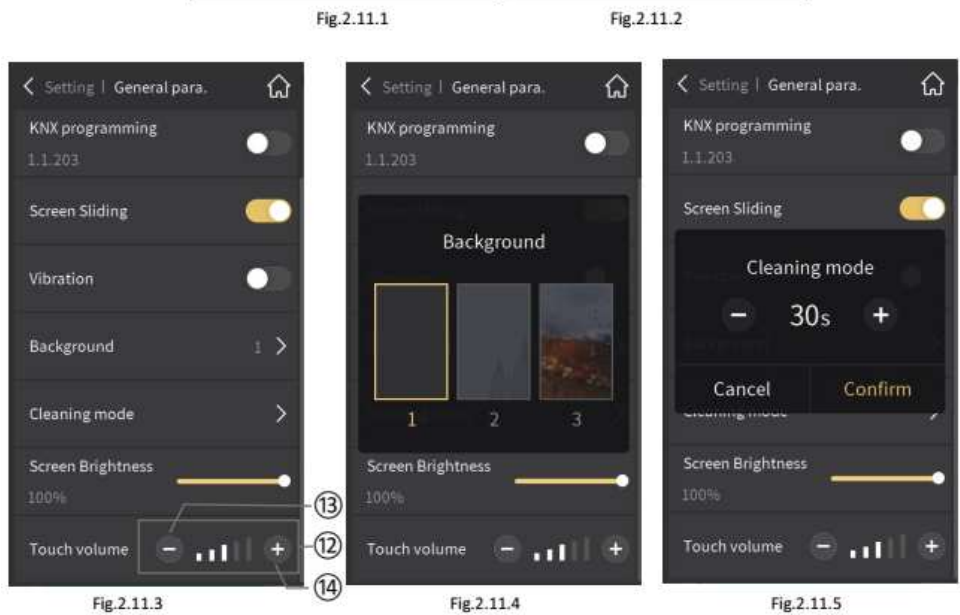 Fig.2.11.1
Fig.2.11.2
Setting | General para.
KNX programming
1.1.203
Screen Sliding
Vibration
Background 1
Cleaning mode
Screen Brightness
100%
Touch volume
⑬
⑫
⑭
Fig.2.11.3
Setting | General para.
KNX programming
1.1.203
Background
1 2 3
Screen Brightness
100%
Touch volume
Fig.2.11.4
Setting | General para.
KNX programming
1.1.203
Screen Sliding
Cleaning mode
30s
Cancel Confirm
Cleaning mode
Screen Brightness
100%
Touch volume
Fig.2.11.5